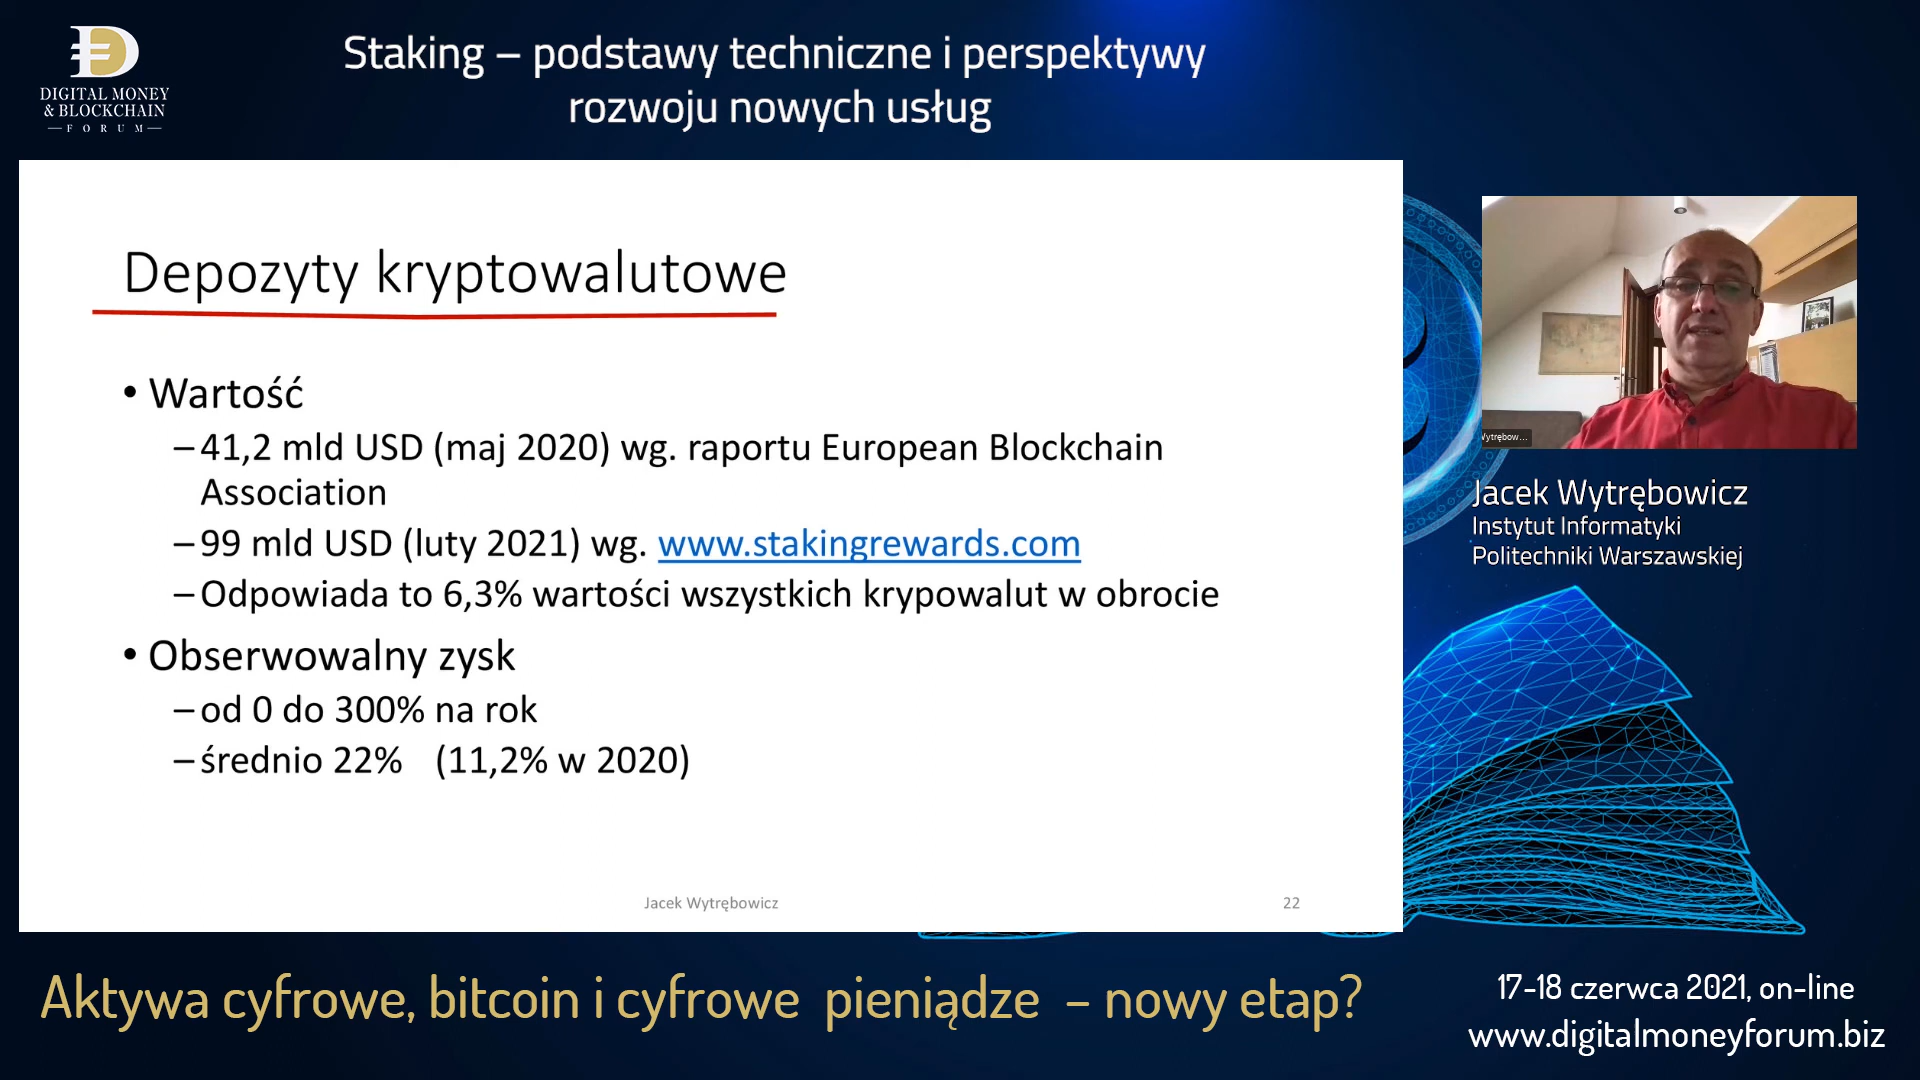 DIGITAL MONEY
& BLOCKCHAIN
FORUM
Staking – podstawy techniczne i perspektywy
rozwoju nowych usług
Depozyty kryptowalutowe
• Wartość
– 41,2 mld USD (maj 2020) wg. raportu European Blockchain
Association
– 99 mld USD (luty 2021) wg. www.stakingrewards.com
– Odpowiada to 6,3% wartości wszystkich krypowalut w obrocie
• Obserwowalny zysk
– od 0 do 300% na rok
– średnio 22% (11,2% w 2020)
Jacek Wytrębowicz
22
Jacek Wytrębowicz
Instytut Informatyki
Politechniki Warszawskiej
Aktywa cyfrowe, bitcoin i cyfrowe pieniądze – nowy etap?
17-18 czerwca 2021, on-line
www.digitalmoneyforum.biz